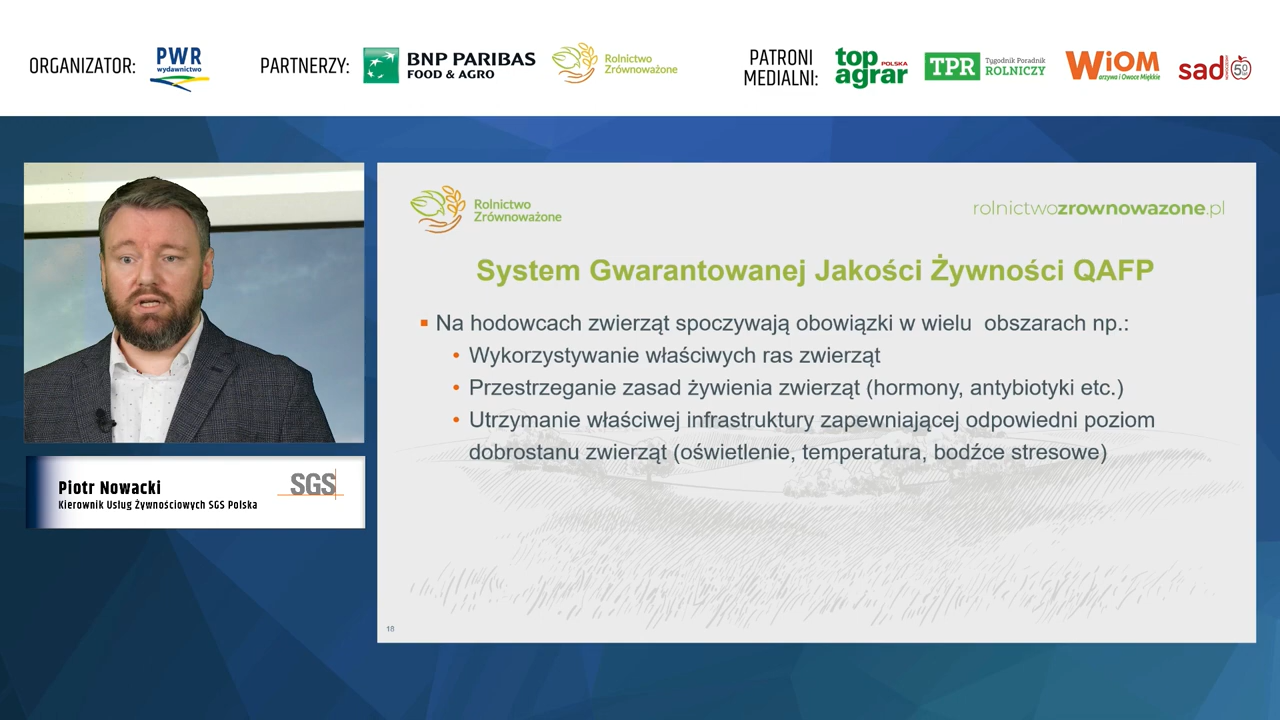 ORGANIZATOR:
PWR
wydawnictwo
PARTNERZY:
BNP PARIBAS
FOOD & AGRO
Rolnictwo
Zrównoważone
PATRONI
MEDIALNI:
top
agrar
POLSKA
TPR
Tygodnik Poradnik
ROLNICZY
WiOM
arzywa i Owoce Miękkie
sad
Rolnictwo
Zrównoważone
rolnictwozrownowazone.pl
System Gwarantowanej Jakości Żywności QAFP
▪ Na hodowcach zwierząt spoczywają obowiązki w wielu obszarach np.:
• Wykorzystywanie właściwych ras zwierząt
• Przestrzeganie zasad żywienia zwierząt (hormony, antybiotyki etc.)
• Utrzymanie właściwej infrastruktury zapewniającej odpowiedni poziom
dobrostanu zwierząt (oświetlenie, temperatura, bodźce stresowe)
18
Piotr Nowacki
Kierownik Usług Żywnościowych SGS Polska
SGS